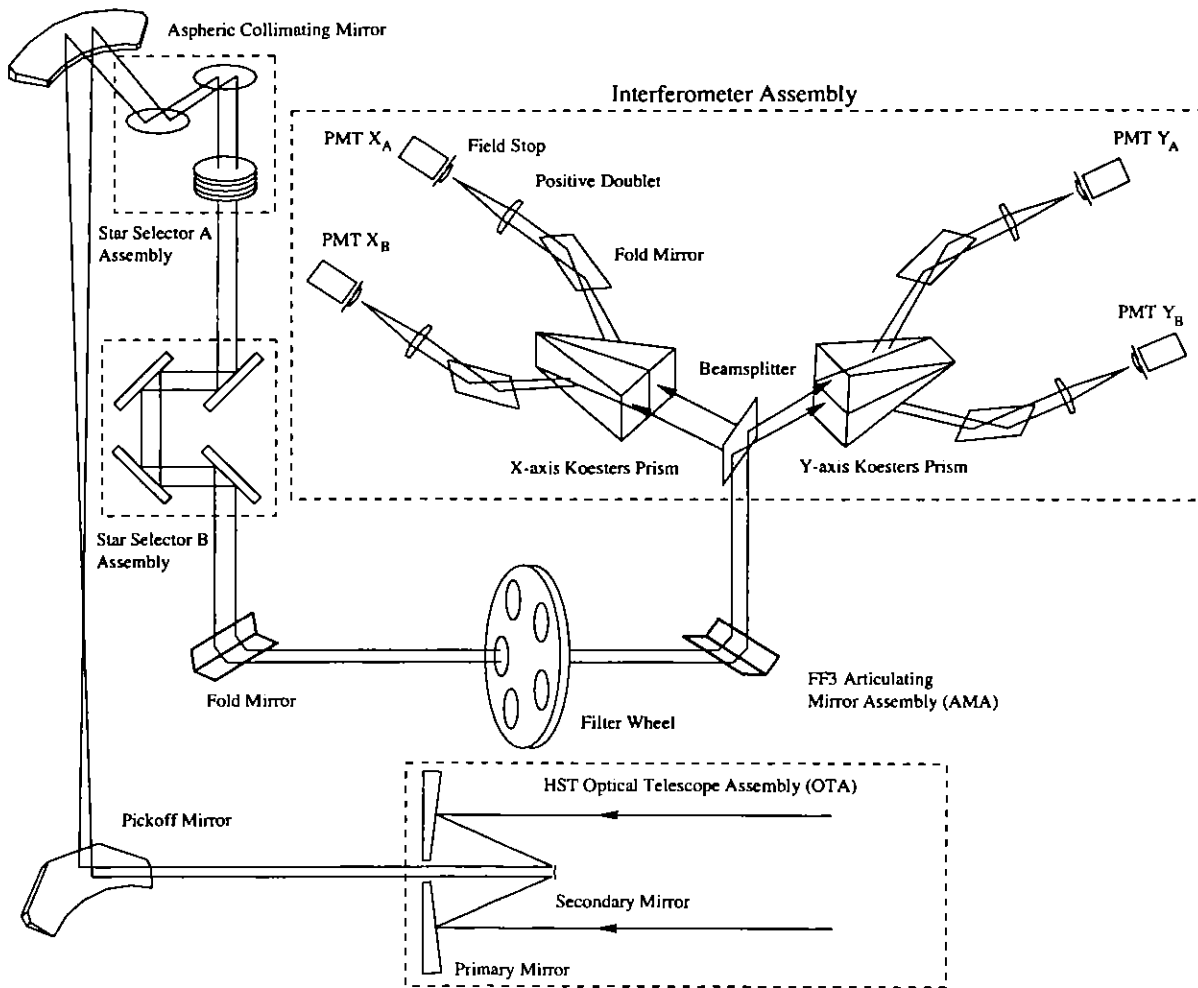 Aspheric Collimating Mirror
Interferometer Assembly
PMT X_A
Field Stop
Positive Doublet
Fold Mirror
PMT Y_A
Star Selector A
Assembly
PMT X_B
PMT Y_B
Beamsplitter
X-axis Koesters Prism
Y-axis Koesters Prism
Star Selector B
Assembly
Fold Mirror
Filter Wheel
FF3 Articulating
Mirror Assembly (AMA)
HST Optical Telescope Assembly (OTA)
Pickoff Mirror
Secondary Mirror
Primary Mirror